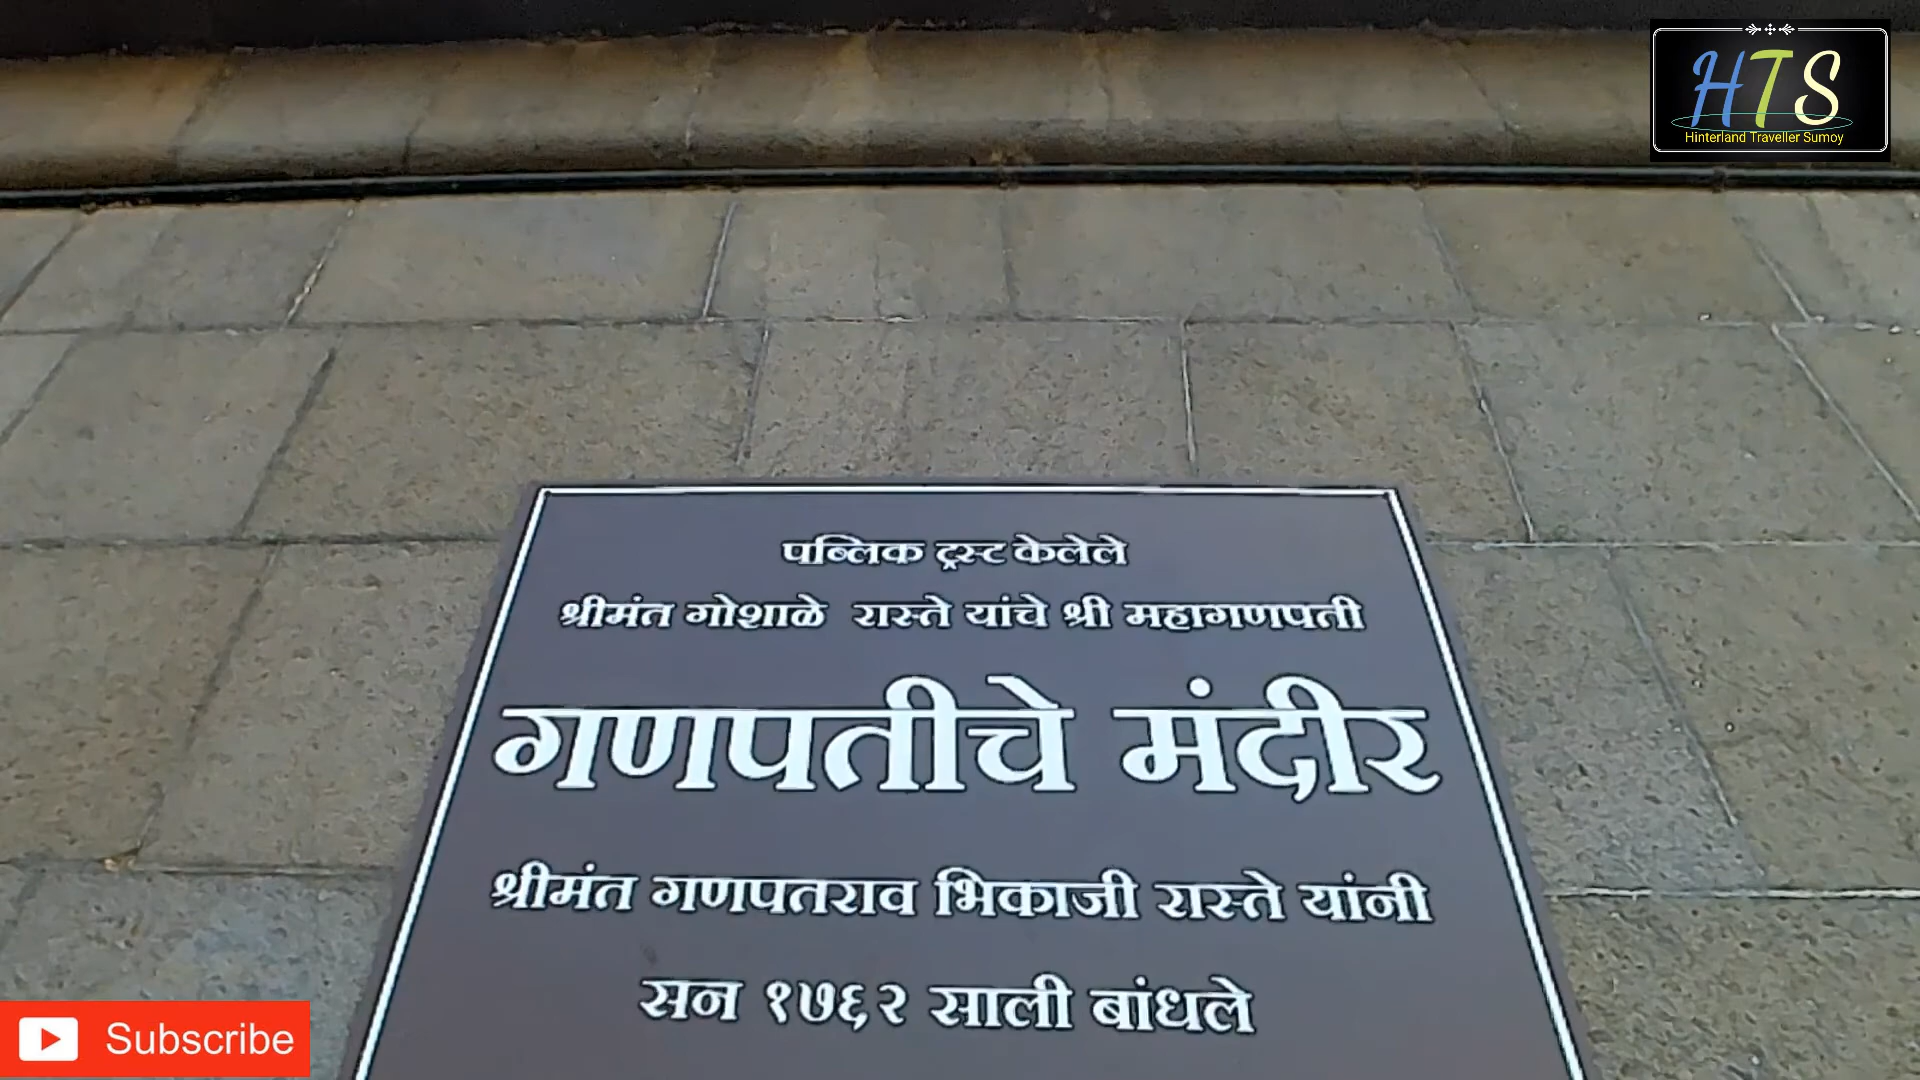 HTS
Hinterland Traveller Sumoy
पब्लिक ट्रस्ट केलेले
श्रीमंत गोशाळे रास्ते यांचे श्री महागणपती
गणपतीचे मंदीर
श्रीमंत गणपतराव भिकाजी रास्ते यांनी
सन १७६२ साली बांधले
Subscribe